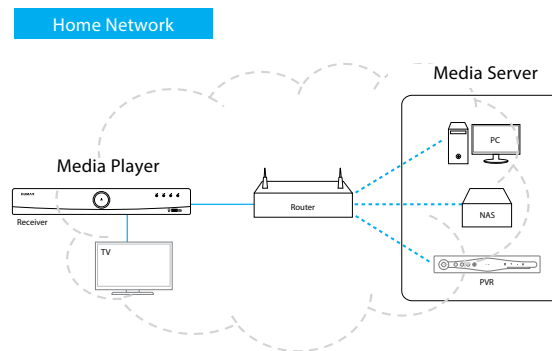 Home Network
Media Server
PC
Media Player
HUMAX
Router
NAS
Receiver
TV
PVR